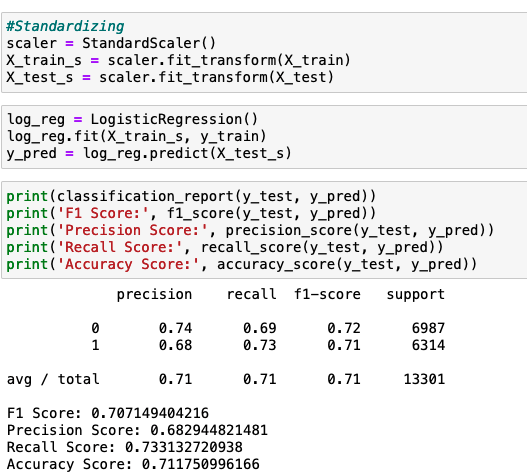 #Standardizing
scaler = StandardScaler()
X_train_s = scaler.fit_transform(X_train)
X_test_s = scaler.fit_transform(X_test)
log_reg = LogisticRegression()
log_reg.fit(X_train_s, y_train)
y_pred = log_reg.predict(X_test_s)
print(classification_report(y_test, y_pred))
print('F1 Score:', f1_score(y_test, y_pred))
print('Precision Score:', precision_score(y_test, y_pred))
print('Recall Score:', recall_score(y_test, y_pred))
print('Accuracy Score:', accuracy_score(y_test, y_pred))
precision recall f1-score support
0 0.74 0.69 0.72 6987
1 0.68 0.73 0.71 6314
avg / total 0.71 0.71 0.71 13301
F1 Score: 0.707149404216
Precision Score: 0.682944821481
Recall Score: 0.733132720938
Accuracy Score: 0.711750996166